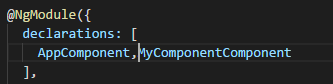 @NgModule({
declarations: [
AppComponent,MyComponentComponent
],